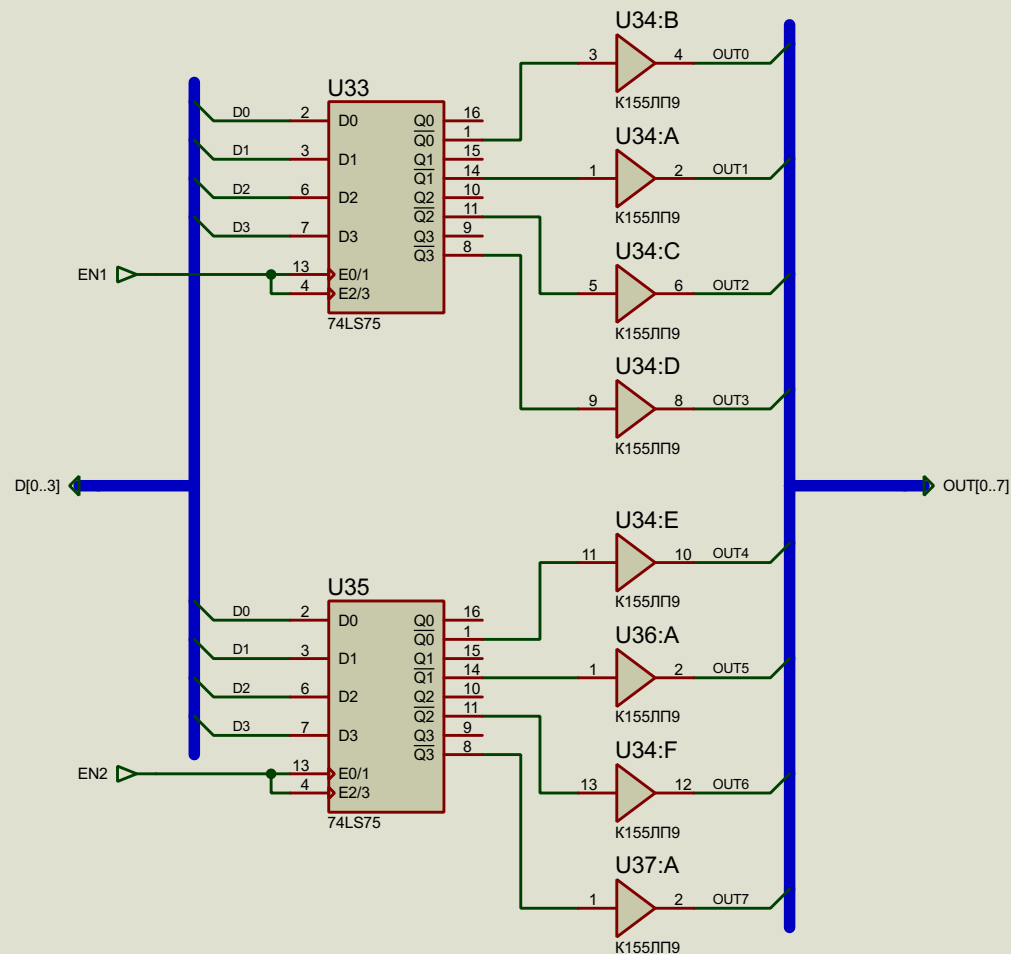 U34:B
3
4
OUT0
К155ЛП9
U33
D0
2
D0
Q0
16
Q0
1
D1
3
D1
Q1
15
Q1
14
D2
6
D2
Q2
10
Q2
11
D3
7
D3
Q3
9
Q3
8
EN1
13
E0/1
4
E2/3
74LS75
U34:A
1
2
OUT1
К155ЛП9
U34:C
5
6
OUT2
К155ЛП9
U34:D
9
8
OUT3
К155ЛП9
D[0..3]
OUT[0..7]
U34:E
11
10
OUT4
К155ЛП9
U35
D0
2
D0
Q0
16
Q0
1
D1
3
D1
Q1
15
Q1
14
D2
6
D2
Q2
10
Q2
11
D3
7
D3
Q3
9
Q3
8
EN2
13
E0/1
4
E2/3
74LS75
U36:A
1
2
OUT5
К155ЛП9
U34:F
13
12
OUT6
К155ЛП9
U37:A
1
2
OUT7
К155ЛП9